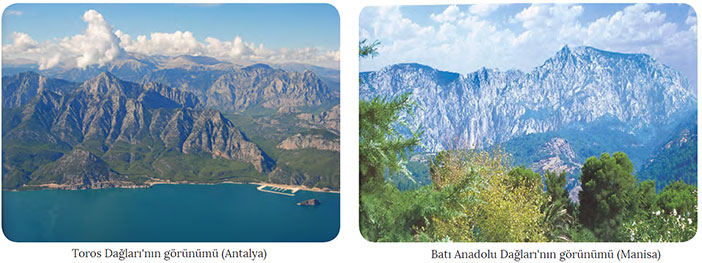 Toros Dağları'nın görünümü (Antalya)
Batı Anadolu Dağları'nın görünümü (Manisa)